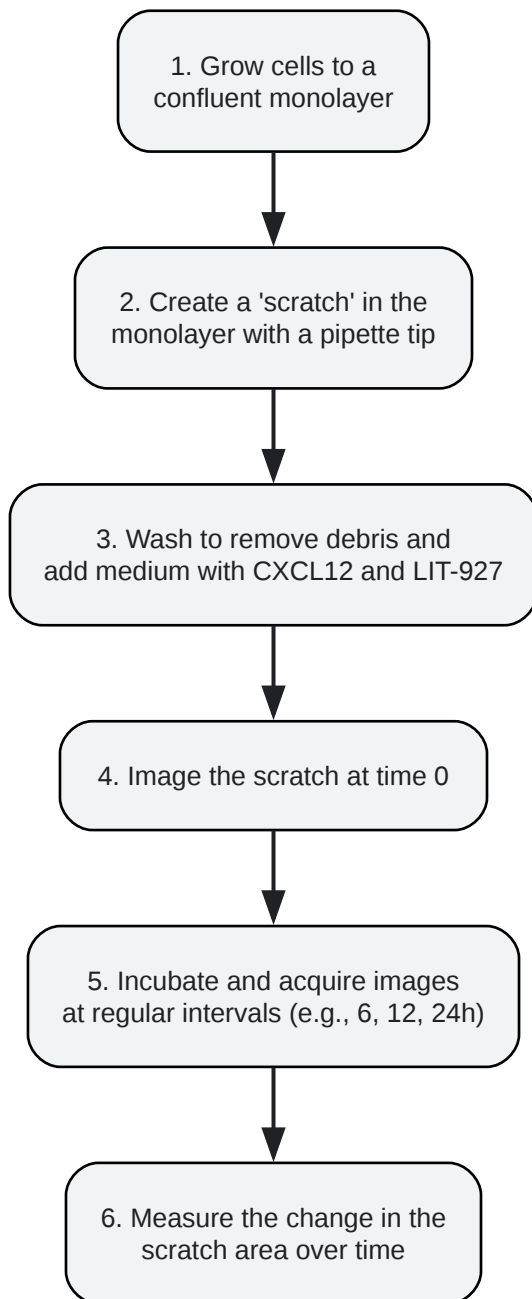 1. Grow cells to a
confluent monolayer
2. Create a 'scratch' in the
monolayer with a pipette tip
3. Wash to remove debris and
add medium with CXCL12 and LIT-927
4. Image the scratch at time 0
5. Incubate and acquire images
at regular intervals (e.g., 6, 12, 24h)
6. Measure the change in the
scratch area over time